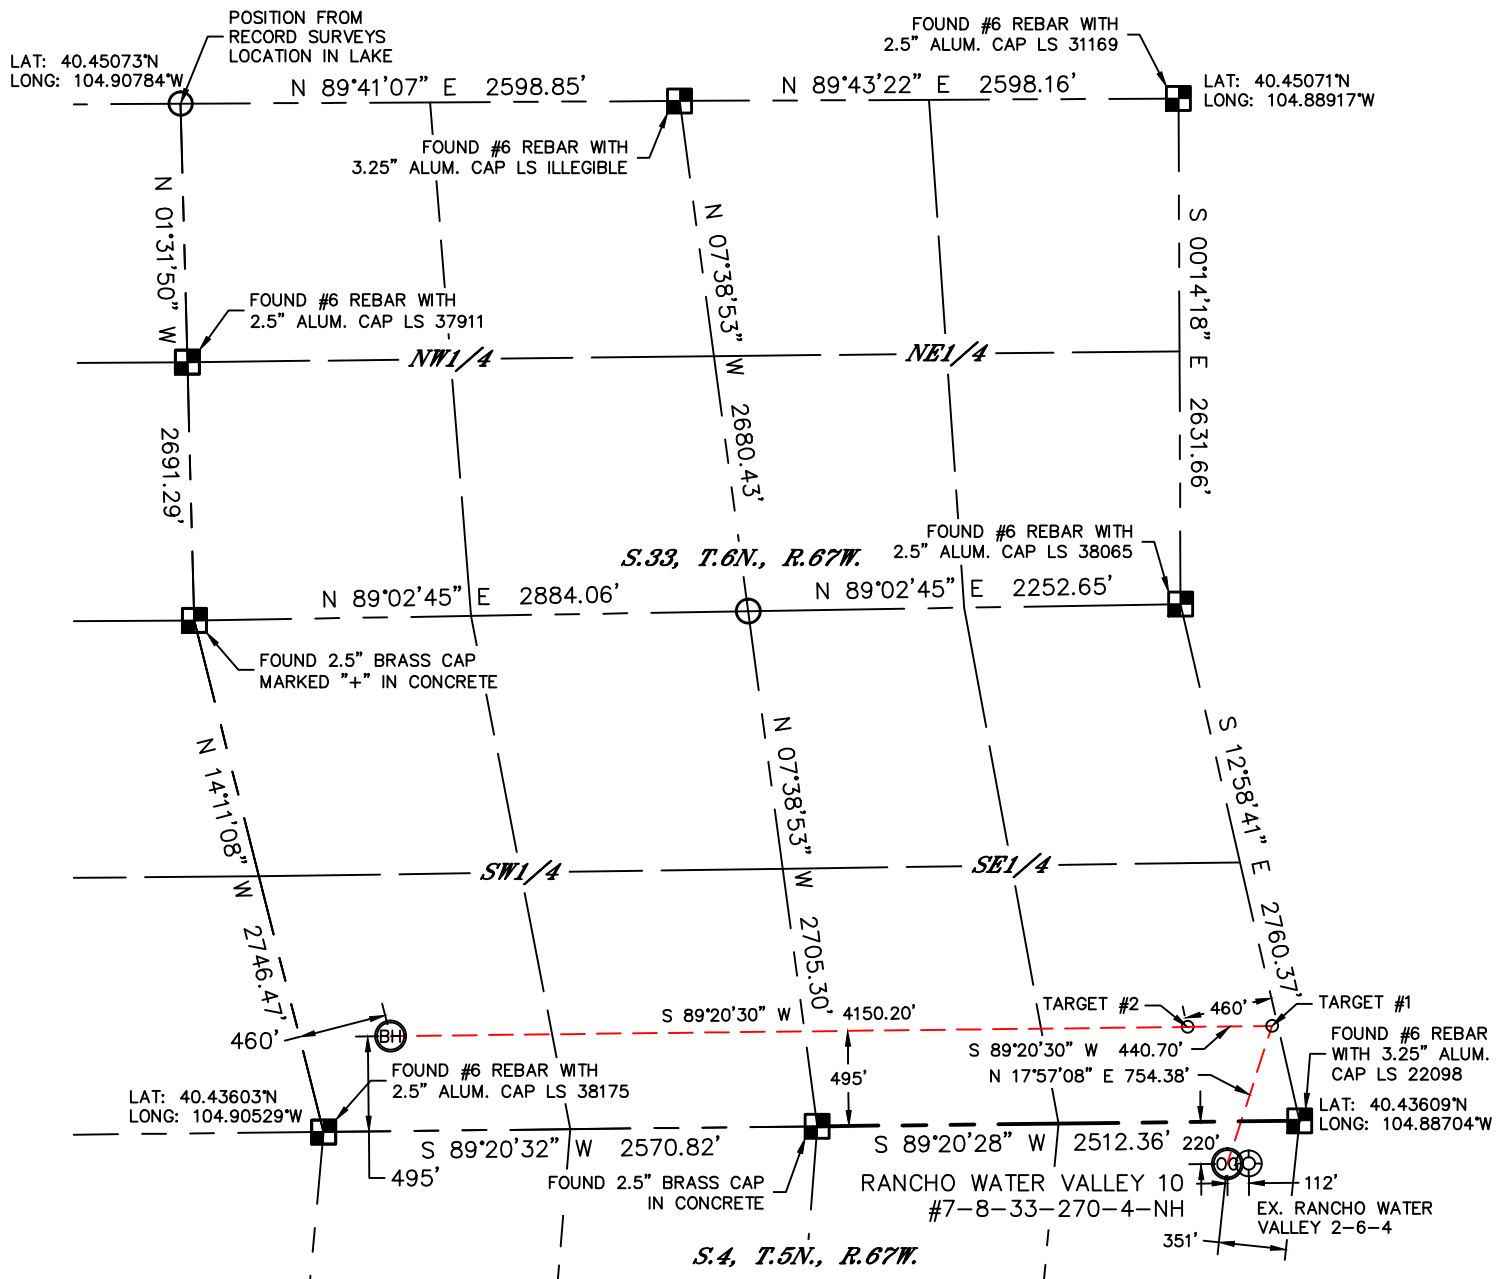 POSITION FROM
RECORD SURVEYS
LOCATION IN LAKE
LAT: 40.45073°N
LONG: 104.90784°W
N 89°41'07" E 2598.85'
FOUND #6 REBAR WITH
2.5" ALUM. CAP LS 31169
N 89°43'22" E 2598.16'
LAT: 40.45071°N
LONG: 104.88917°W
FOUND #6 REBAR WITH
3.25" ALUM. CAP LS ILLEGIBLE
N 01°31'50" W 2691.29'
N 07°38'53" W 2680.43'
S 00°14'18" E 2631.66'
FOUND #6 REBAR WITH
2.5" ALUM. CAP LS 37911
NW1/4
NE1/4
FOUND #6 REBAR WITH
2.5" ALUM. CAP LS 38065
S.33, T.6N., R.67W.
N 89°02'45" E 2884.06'
N 89°02'45" E 2252.65'
FOUND 2.5" BRASS CAP
MARKED "+" IN CONCRETE
N 14°11'08" W 2746.47'
N 07°38'53" W 2705.30'
S 12°58'41" E 2760.37'
SW1/4
SE1/4
460'
BH
S 89°20'30" W 4150.20'
TARGET #2
460'
TARGET #1
S 89°20'30" W 440.70'
N 17°57'08" E 754.38'
FOUND #6 REBAR
WITH 3.25" ALUM.
CAP LS 22098
LAT: 40.43609°N
LONG: 104.88704°W
FOUND #6 REBAR WITH
2.5" ALUM. CAP LS 38175
LAT: 40.43603°N
LONG: 104.90529°W
495'
S 89°20'32" W 2570.82'
S 89°20'28" W 2512.36'
220'
495'
FOUND 2.5" BRASS CAP
IN CONCRETE
RANCHO WATER VALLEY 10
#7-8-33-270-4-NH
OG
112'
EX. RANCHO WATER
VALLEY 2-6-4
351'
S.4, T.5N., R.67W.